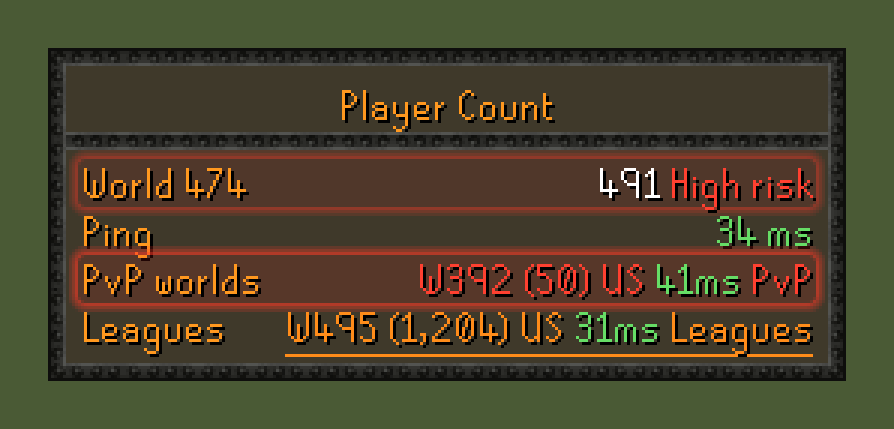 Player Count
World 474 491 High risk
Ping 34 ms
PvP worlds W392 (50) US 41ms PvP
Leagues W495 (1,204) US 31ms Leagues